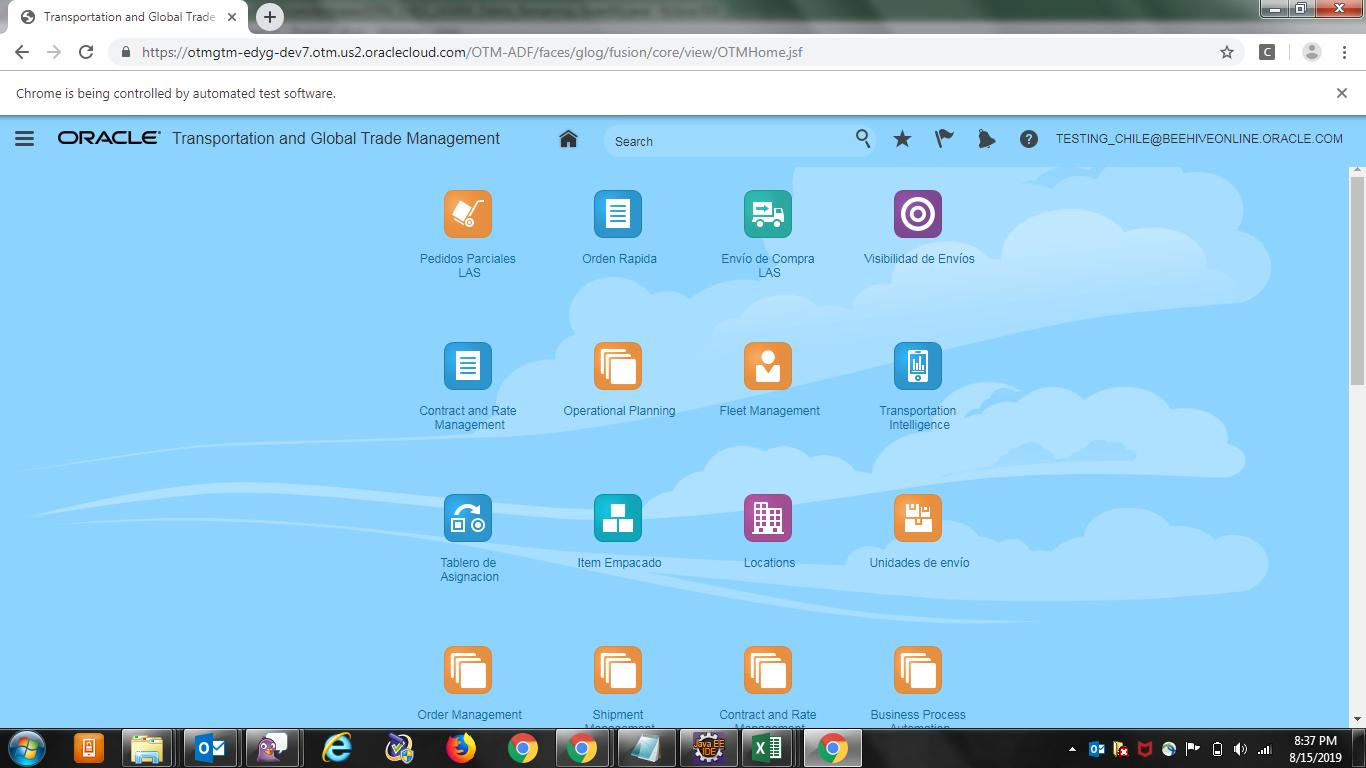 Transportation and Global Trade
https://otmgtm-edyg-dev7.otm.us2.oraclecloud.com/OTM-ADF/faces/glog/fusion/core/view/OTMHome.jsf
C
Chrome is being controlled by automated test software.
ORACLE Transportation and Global Trade Management
Search
TESTING_CHILE@BEEHIVEONLINE.ORACLE.COM
Pedidos Parciales
LAS
Orden Rapida
Envío de Compra
LAS
Visibilidad de Envíos
Contract and Rate
Management
Operational Planning
Fleet Management
Transportation
Intelligence
Tablero de
Asignacion
Item Empacado
Locations
Unidades de envío
Order Management
Shipment
Management
Contract and Rate
Management
Business Process
Automation
Java EE
IDE
8:37 PM
8/15/2019